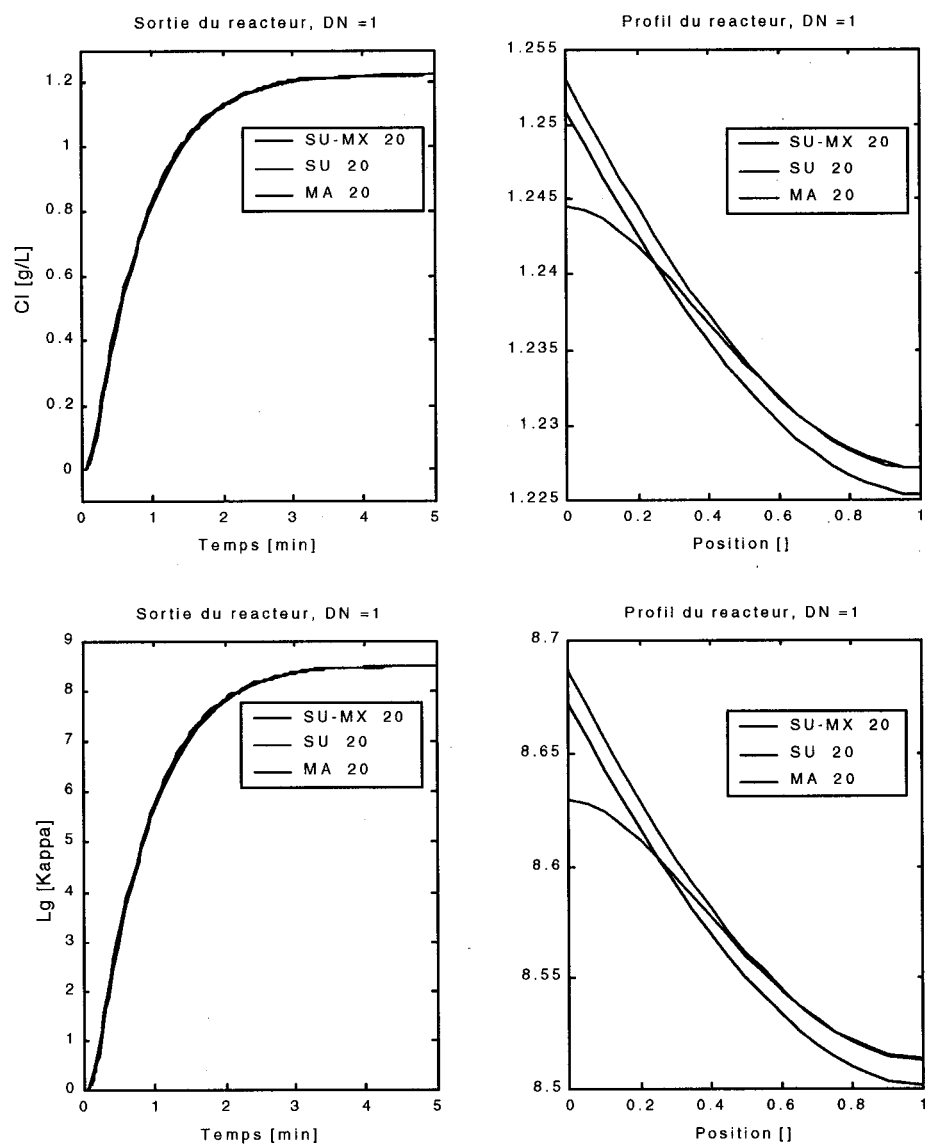 Sortie du reacteur, DN =1
1.2
1
0.8
0.6
0.4
0.2
0
Cl [g/L]
SU-MX 20
SU 20
MA 20
0 1 2 3 4 5
Temps [min]
Profil du reacteur, DN =1
1.255
1.25
1.245
1.24
1.235
1.23
1.225
SU-MX 20
SU 20
MA 20
0 0.2 0.4 0.6 0.8 1
Position []
Sortie du reacteur, DN =1
9
8
7
6
5
4
3
2
1
0
Lg [Kappa]
SU-MX 20
SU 20
MA 20
0 1 2 3 4 5
Temps [min]
Profil du reacteur, DN =1
8.7
8.65
8.6
8.55
8.5
SU-MX 20
SU 20
MA 20
0 0.2 0.4 0.6 0.8 1
Position []